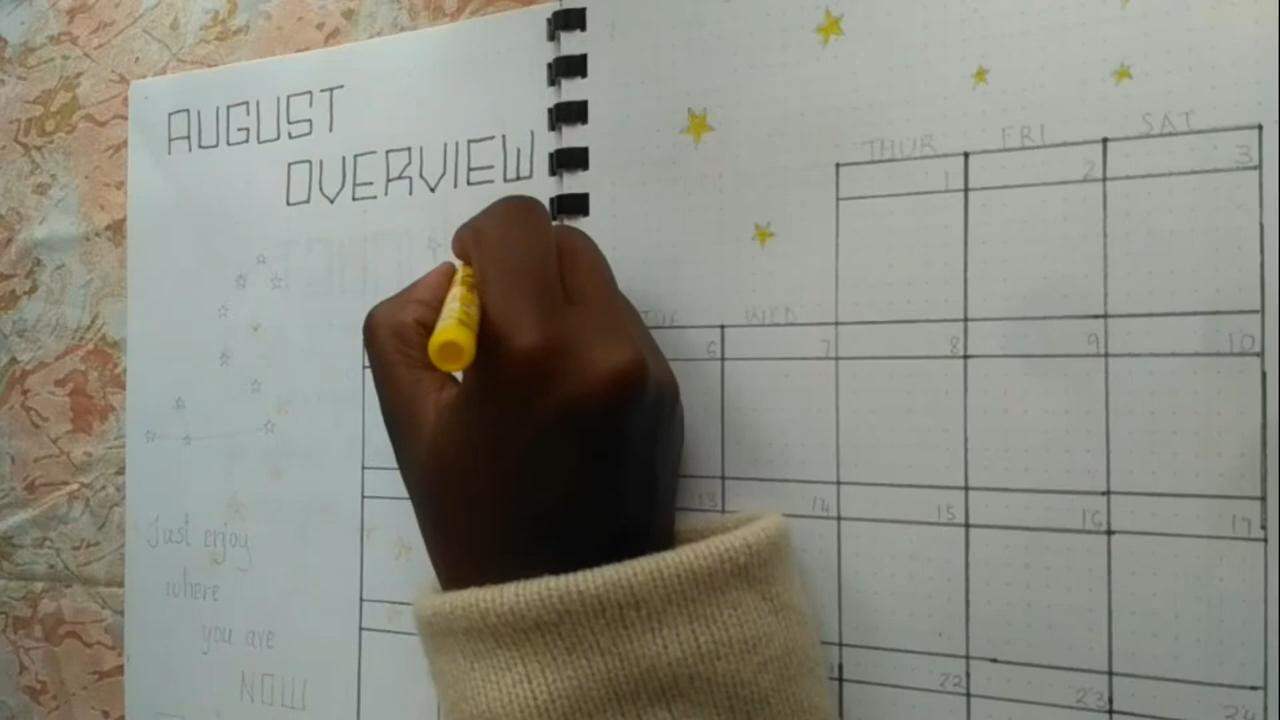 AUGUST
OVERVIEW
THUR FRI SAT
1 2 3
TUE WED
6 7 8 9 10
13 14 15 16 17
22 23 24
Just enjoy
where
you are
NOW